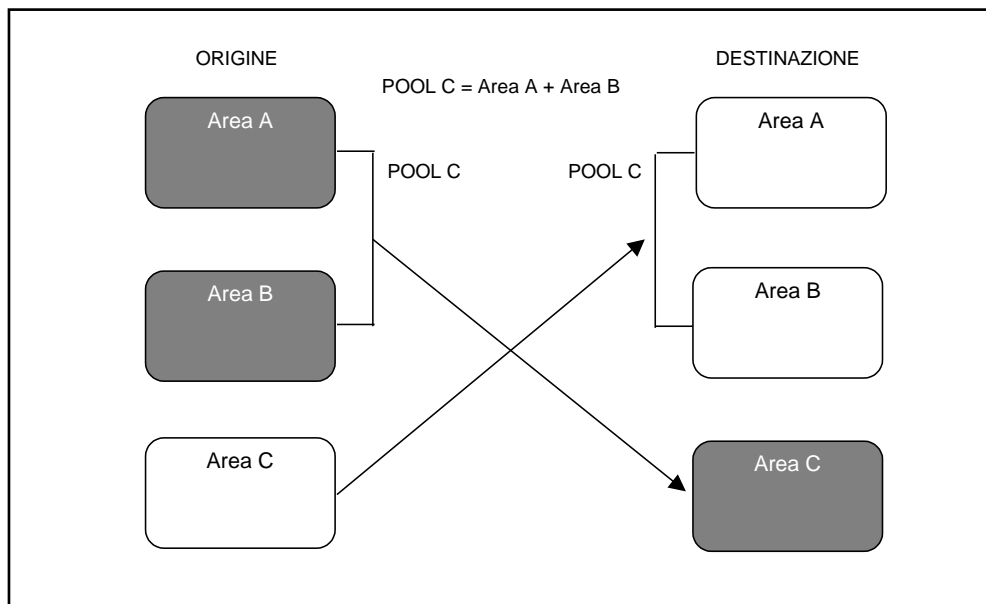 ORIGINE
DESTINAZIONE
POOL C = Area A + Area B
Area A
Area A
POOL C
POOL C
Area B
Area B
Area C
Area C